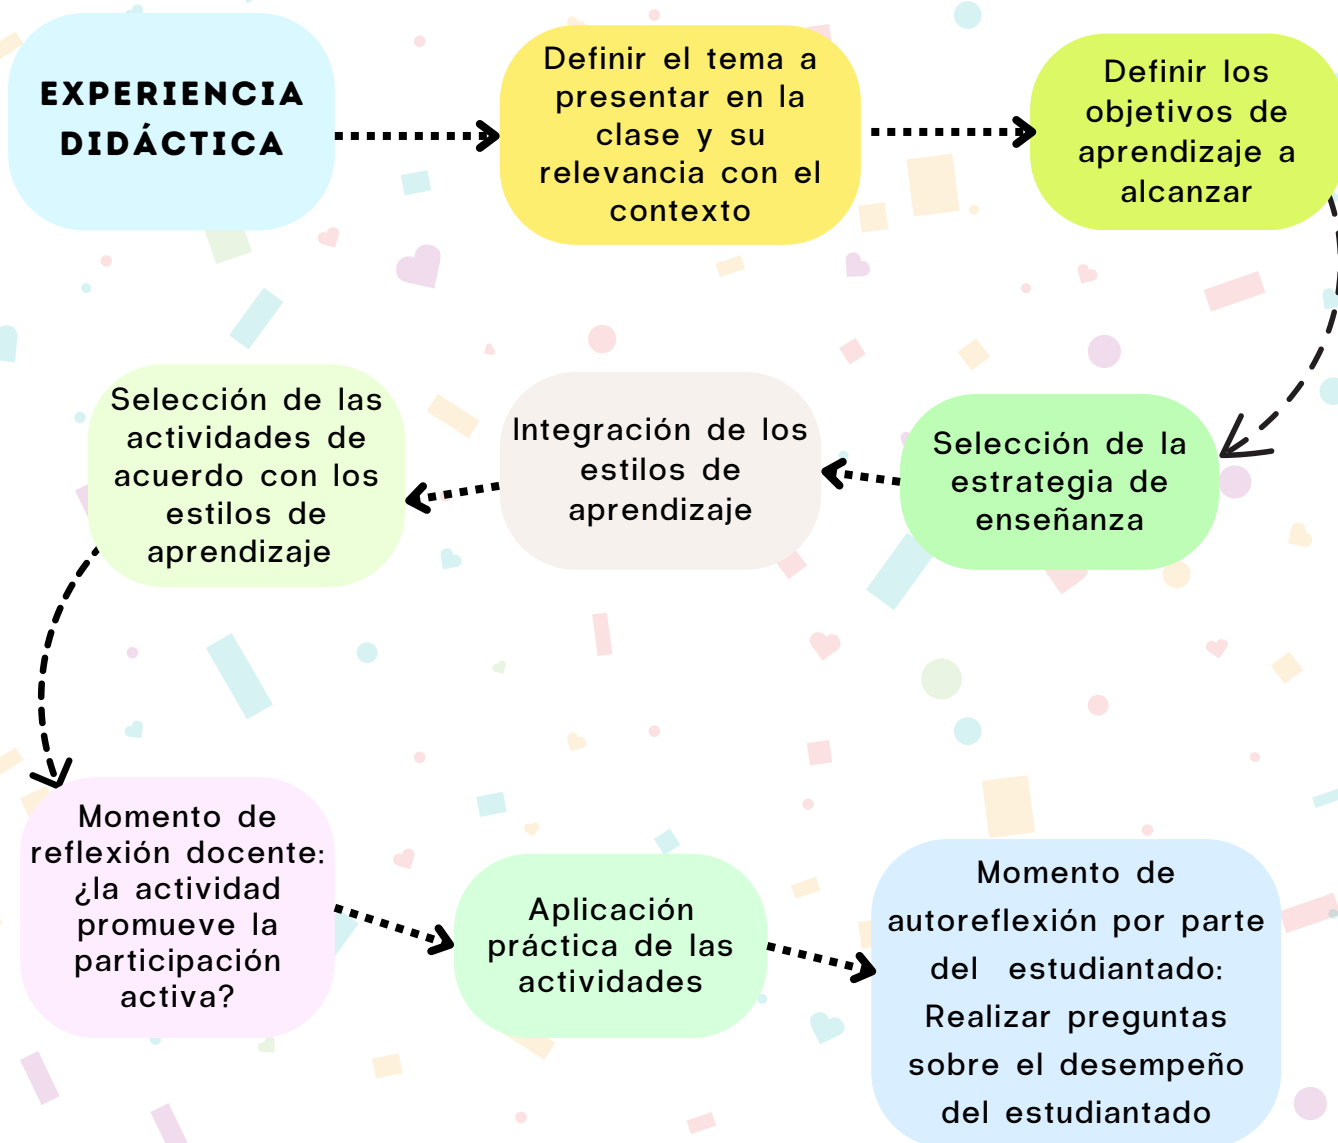 EXPERIENCIA
DIDÁCTICA
Definir el tema a
presentar en la
clase y su
relevancia con el
contexto
Definir los
objetivos de
aprendizaje a
alcanzar
Selección de la
estrategia de
enseñanza
Integración de los
estilos de
aprendizaje
Selección de las
actividades de
acuerdo con los
estilos de
aprendizaje
Momento de
reflexión docente:
¿la actividad
promueve la
participación
activa?
Aplicación
práctica de las
actividades
Momento de
autoreflexión por parte
del estudiantado:
Realizar preguntas
sobre el desempeño
del estudiantado